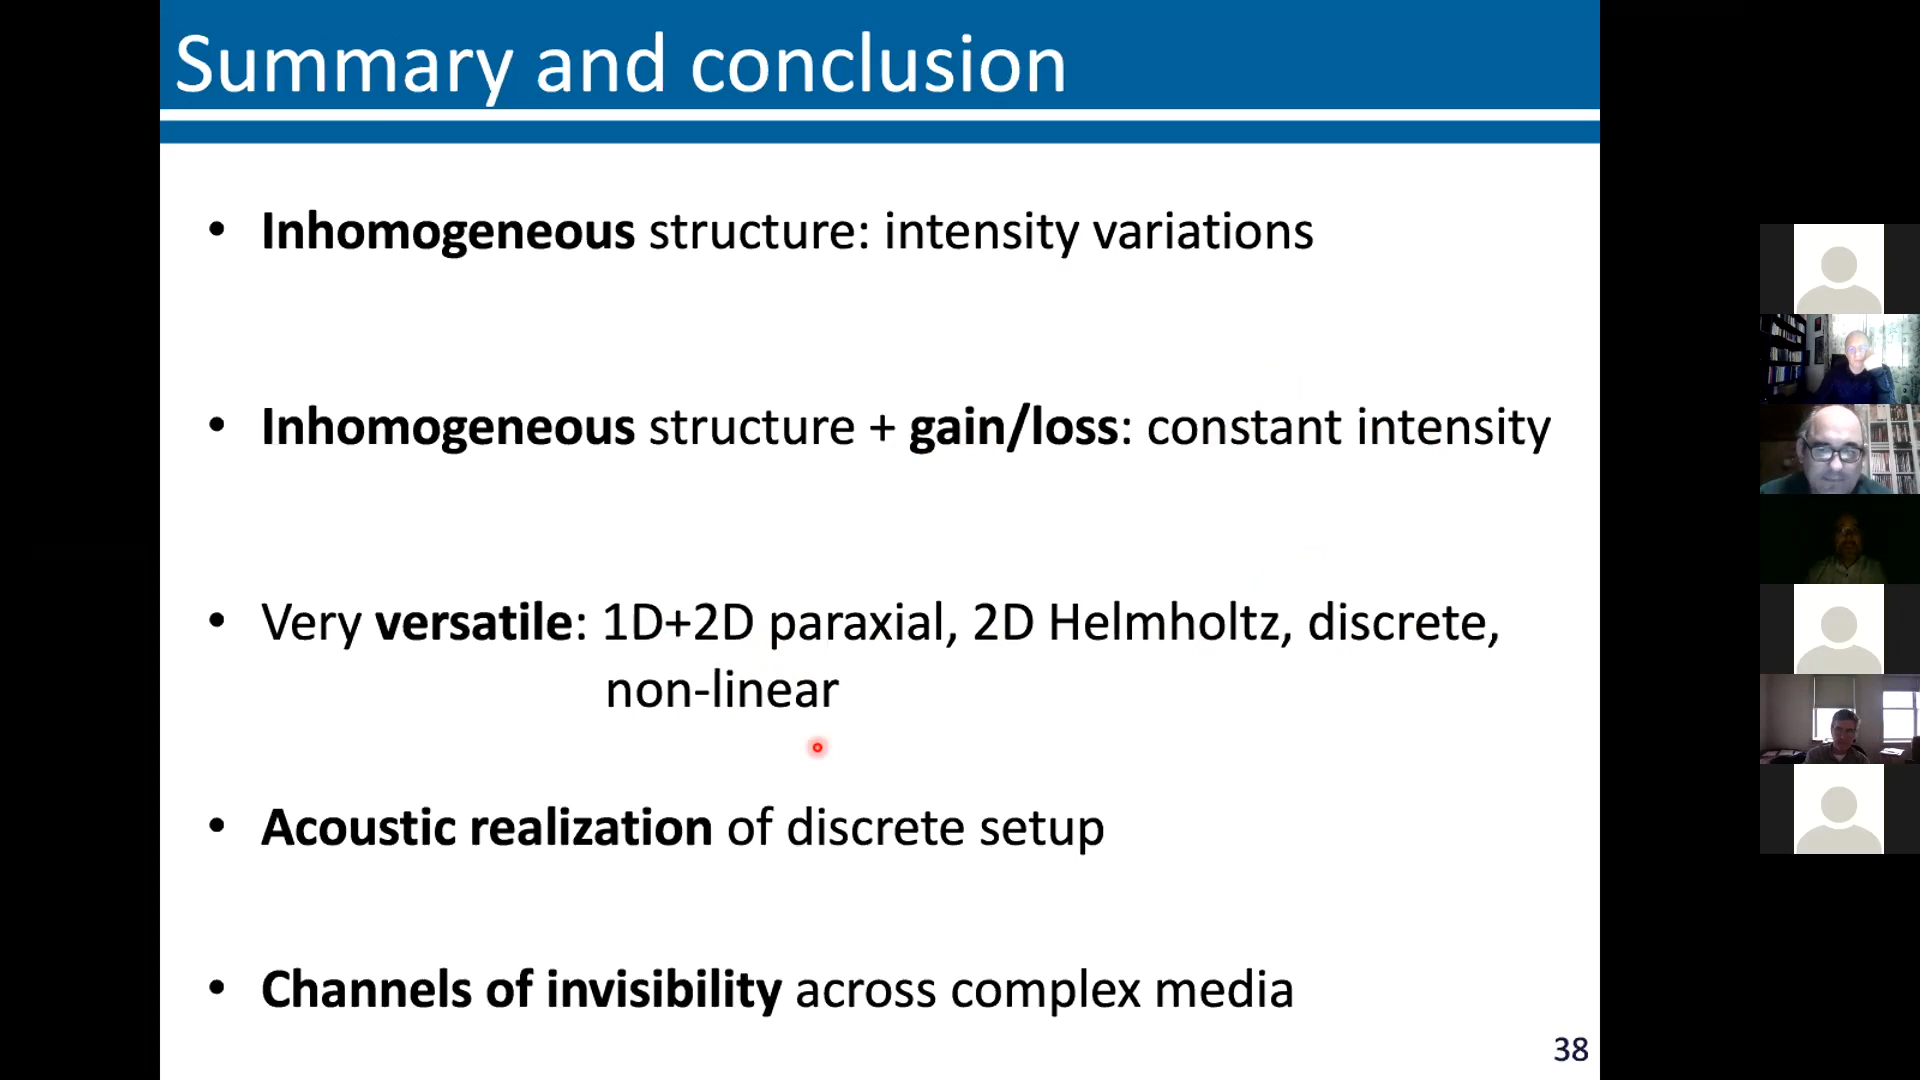 Summary and conclusion
• Inhomogeneous structure: intensity variations
• Inhomogeneous structure + gain/loss: constant intensity
• Very versatile: 1D+2D paraxial, 2D Helmholtz, discrete,
non-linear
• Acoustic realization of discrete setup
• Channels of invisibility across complex media
38